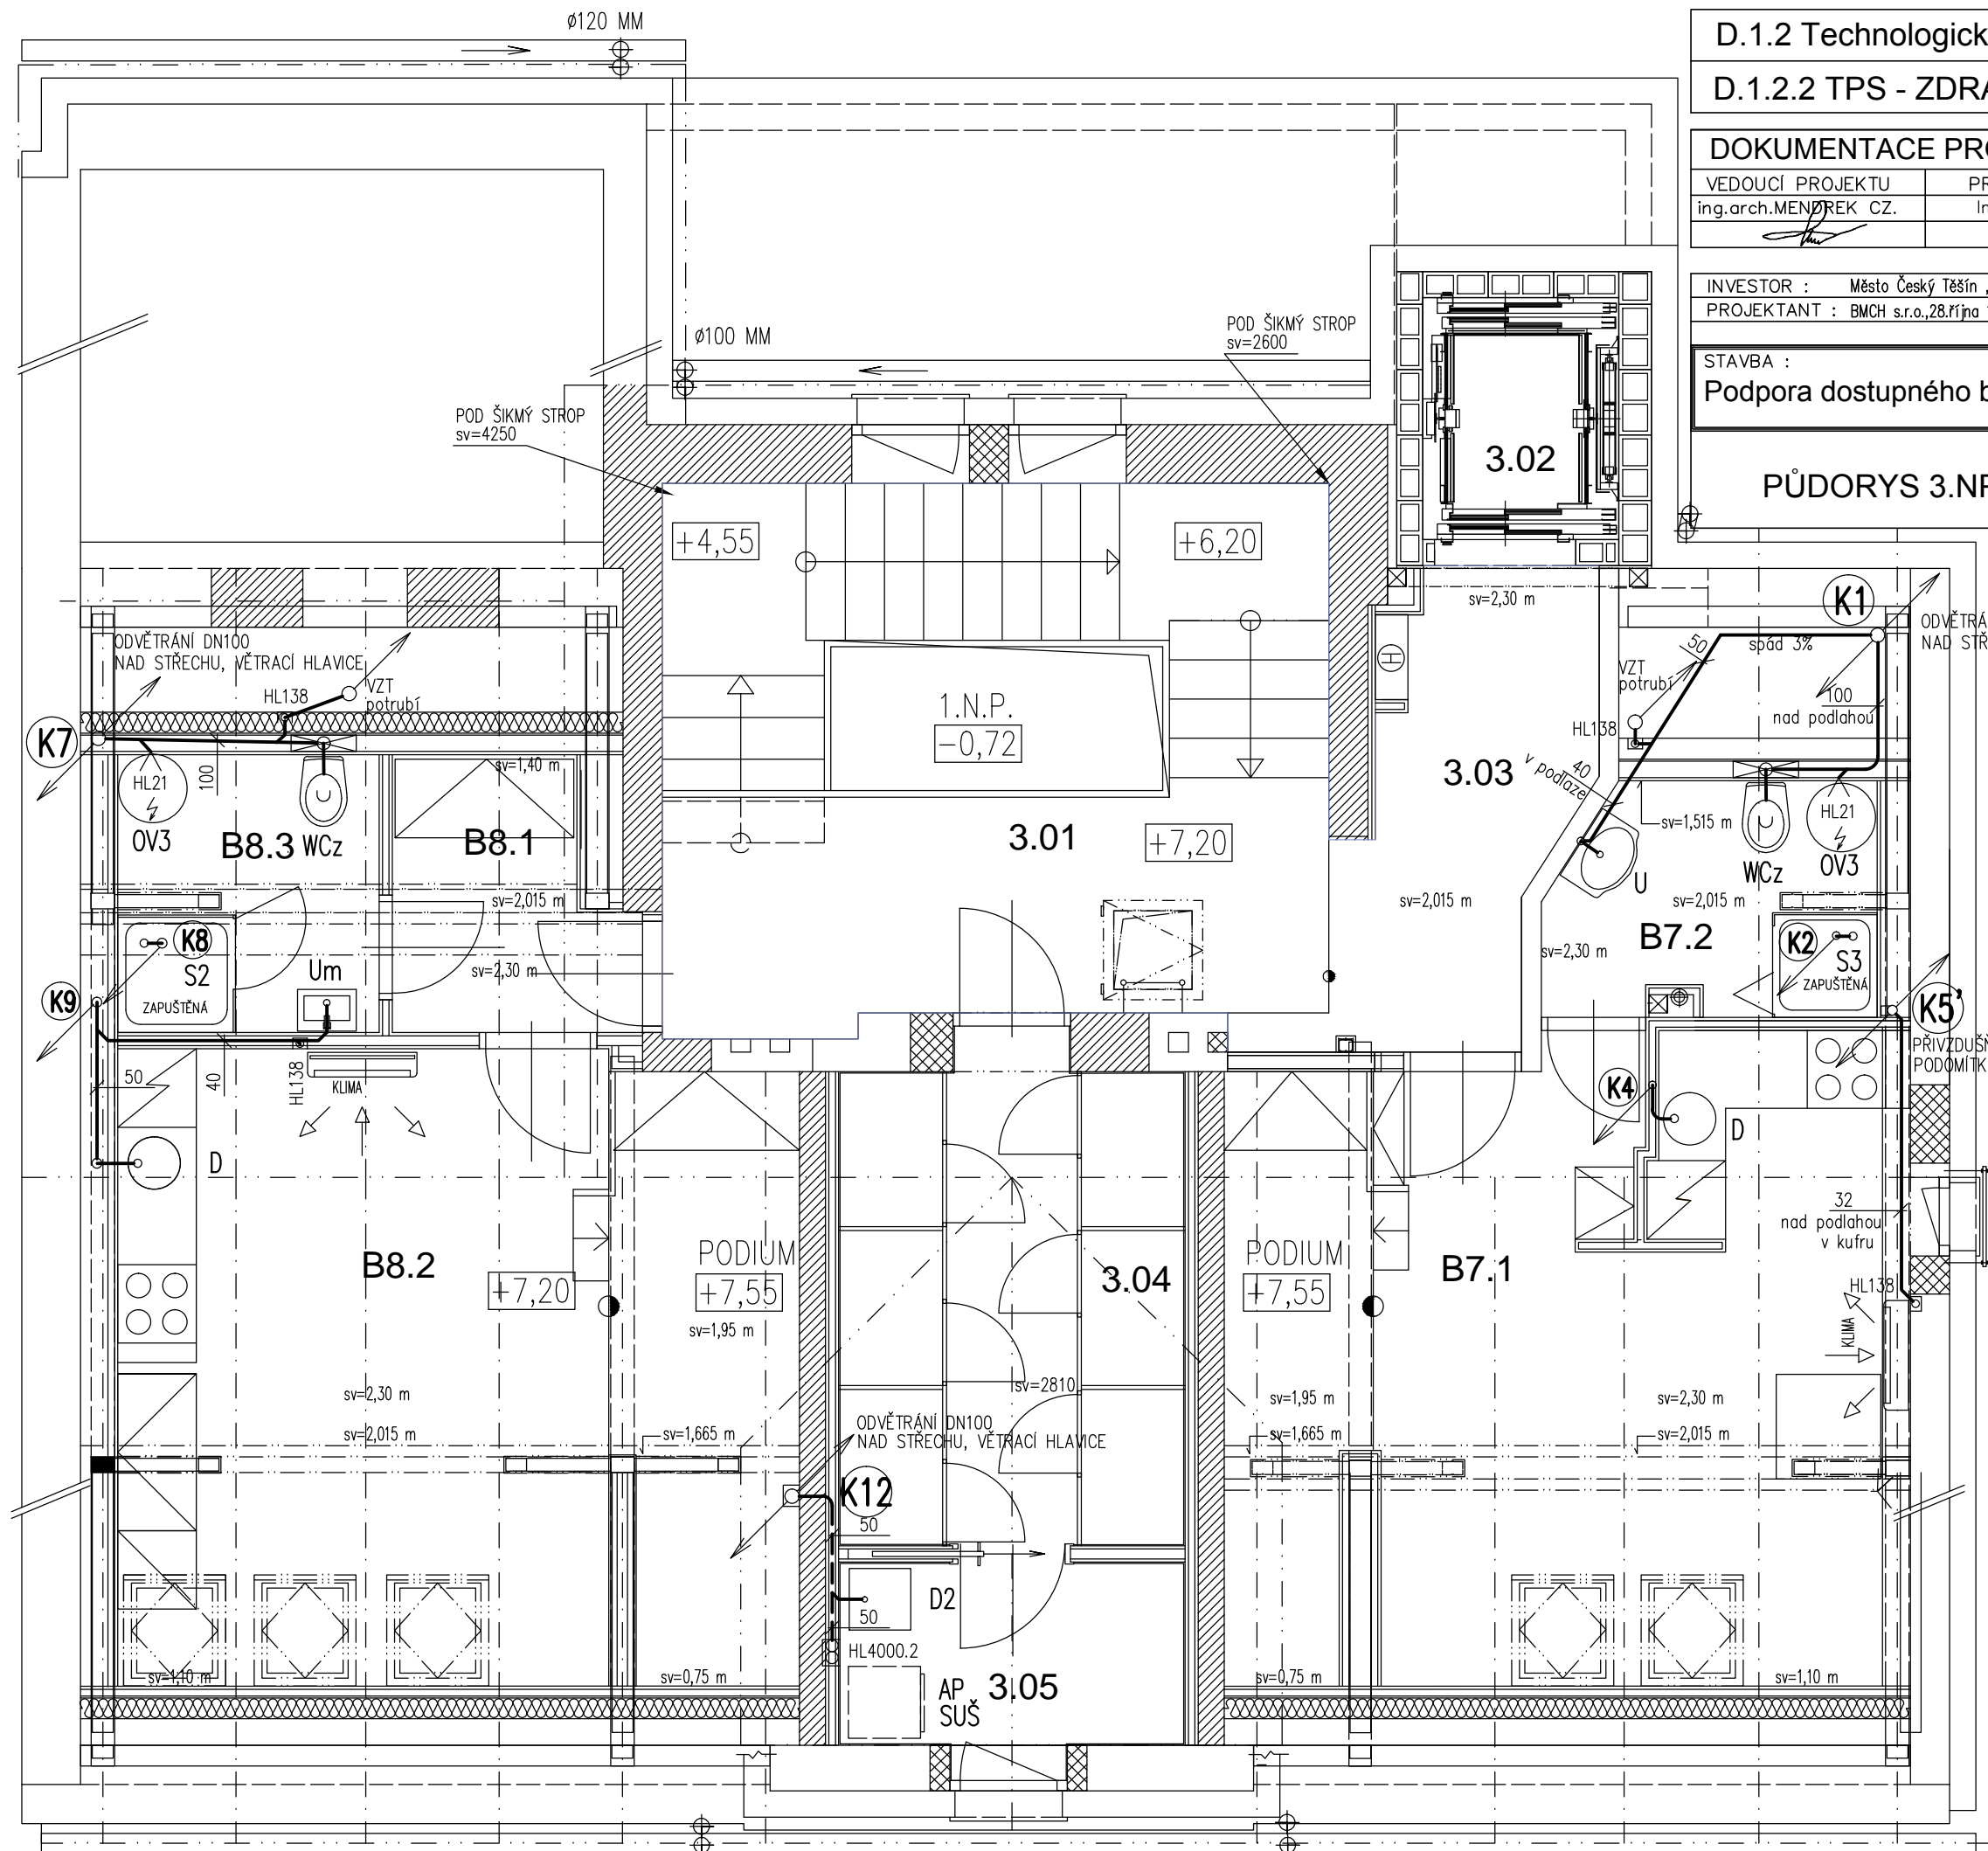 ø120 MM
D.1.2 Technologick
D.1.2.2 TPS - ZDRA
DOKUMENTACE PRO
VEDOUCÍ PROJEKTU
PR
ing.arch.MENDREK CZ.
In
INVESTOR : Město Český Těšín ,
PROJEKTANT : BMCH s.r.o.,28.října
STAVBA :
Podpora dostupného b
PŮDORYS 3.NP
ø100 MM
POD ŠIKMÝ STROP
sv=2600
POD ŠIKMÝ STROP
sv=4250
3.02
+4,55
+6,20
sv=2,30 m
K1
ODVĚTRÁ
NAD STŘE
ODVĚTRÁNÍ DN100
NAD STŘECHU, VĚTRACÍ HLAVICE
HL138
VZT
potrubí
H
50
spád 3%
VZT
potrubí
100
nad podlahou
HL138
1.N.P.
-0,72
K7
HL21
100
sv=1,40 m
OV3
B8.3
WCz
B8.1
3.01
+7,20
3.03
v podlaze
40
sv=1,515 m
HL21
U
WCz
OV3
sv=2,015 m
sv=2,015 m
sv=2,015 m
K8
S2
ZAPUŠTĚNÁ
Um
sv=2,30 m
sv=2,30 m
B7.2
K2
S3
ZAPUŠTĚNÁ
K9
K5'
PŘIVZDUŠŇ
PODOMÍTK
50
40
HL138
KLIMA
K4
D
D
32
nad podlahou
v kufru
B8.2
+7,20
PODIUM
+7,55
sv=1,95 m
3.04
PODIUM
+7,55
B7.1
HL138
KLIMA
sv=2,30 m
sv=2810
sv=1,95 m
sv=2,30 m
sv=2,015 m
sv=1,665 m
ODVĚTRÁNÍ DN100
NAD STŘECHU, VĚTRACÍ HLAVICE
sv=1,665 m
sv=2,015 m
K12
50
D2
50
HL4000.2
AP
SUŠ
3.05
sv=1,10 m
sv=0,75 m
sv=0,75 m
sv=1,10 m